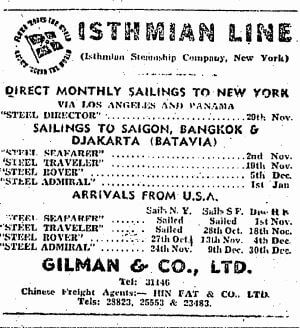 ISTHMIAN LINE
(Isthmian Steamship Company, New York)
DIRECT MONTHLY SAILINGS TO NEW YORK
VIA LOS ANGELES AND PANAMA
"STEEL DIRECTOR" 29th Nov.
SAILINGS TO SAIGON, BANGKOK &
DJAKARTA (BATAVIA)
"STEEL SEAFARER" 2nd Nov.
"STEEL TRAVELER" 19th Nov.
"STEEL ROVER" 5th Dec.
"STEEL ADMIRAL" 1st Jan
ARRIVALS FROM U.S.A.
Sails N.Y. Sails S F. Due H K
"STEEL SEAFARER" Sailed Sailed 1st Nov.
"STEEL TRAVELER" Sailed 28th Oct. 18th Nov.
"STEEL ROVER" 27th Oct. 13th Nov. 4th Dec.
"STEEL ADMIRAL" 24th Nov. 9th Dec. 30th Dec.
GILMAN & CO., LTD.
Tel: 31146
Chinese Freight Agents:— HIN FAT & CO., LTD.
Tels: 28823, 25553 & 23483.